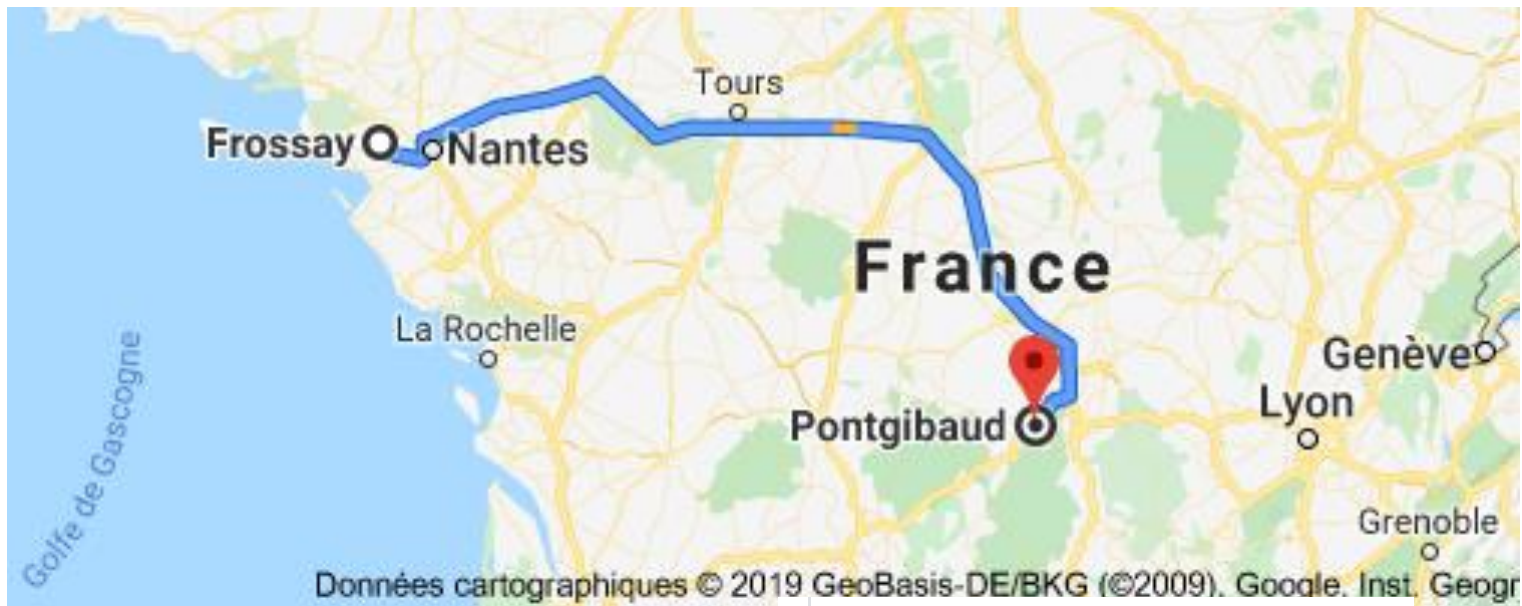 Tours
Frossay
Nantes
France
La Rochelle
Genève
Lyon
Pontgibaud
Golfe de Gascogne
Grenoble
Données cartographiques © 2019 GeoBasis-DE/BKG (©2009), Google, Inst. Geogr